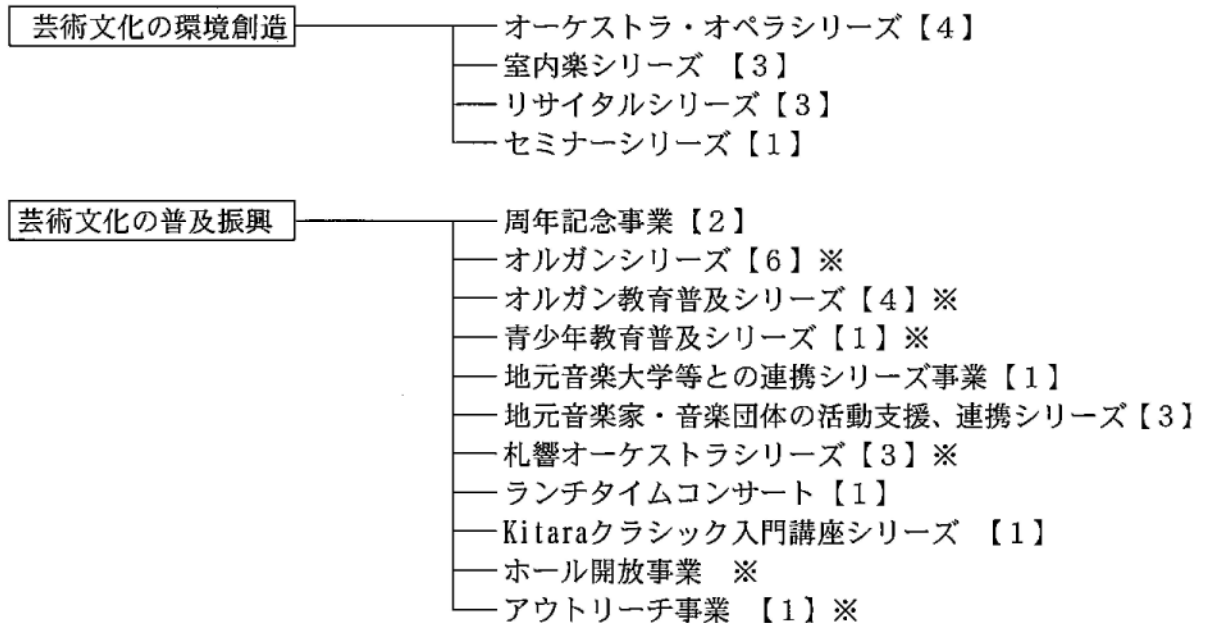 芸術文化の環境創造
オーケストラ・オペラシリーズ【4】
室内楽シリーズ 【3】
リサイタルシリーズ【3】
セミナーシリーズ【1】
芸術文化の普及振興
周年記念事業【2】
オルガンシリーズ【6】※
オルガン教育普及シリーズ【4】※
青少年教育普及シリーズ【1】※
地元音楽大学等との連携シリーズ事業【1】
地元音楽家・音楽団体の活動支援、連携シリーズ【3】
札響オーケストラシリーズ【3】※
ランチタイムコンサート【1】
Kitaraクラシック入門講座シリーズ 【1】
ホール開放事業 ※
アウトリーチ事業 【1】※